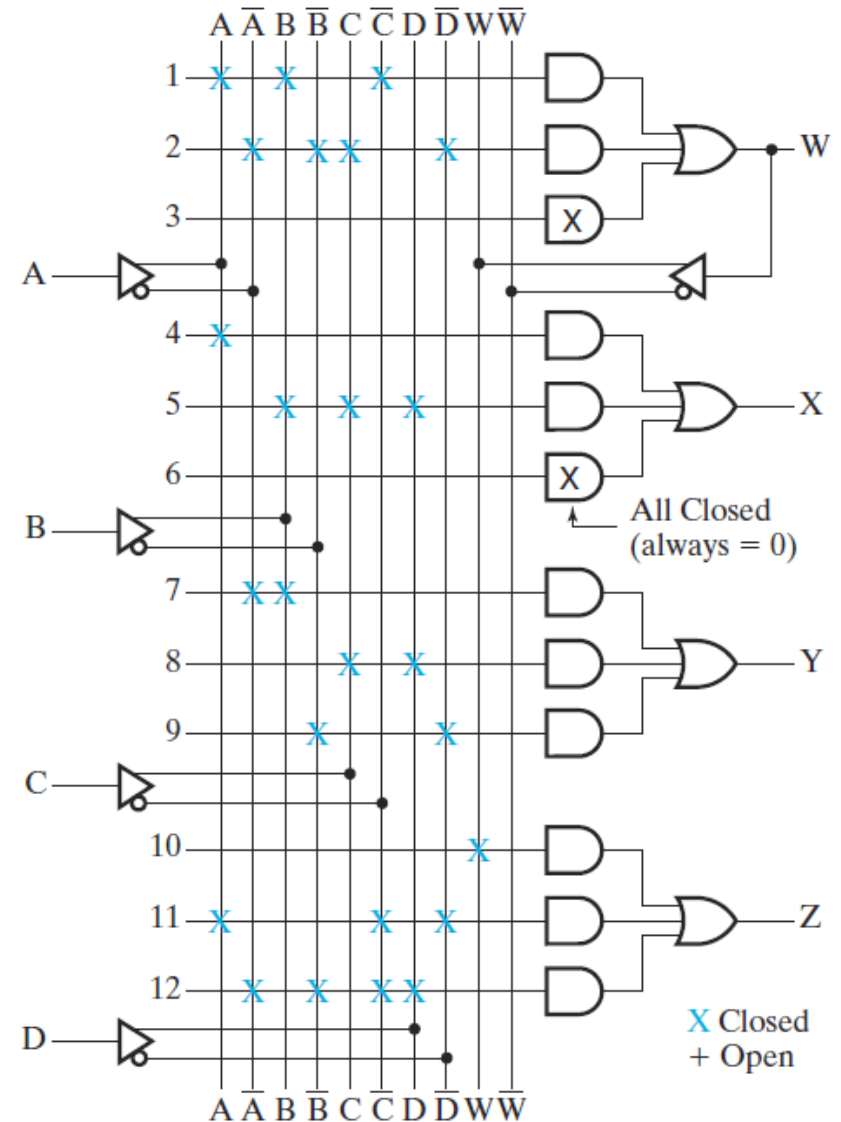 A A̅ B B̅ C C̅ D D̅ W W̅
1 X X X
2 X X X X W
3 X
A
4 X
5 X X X X
6 X
All Closed
(always = 0)
B
7 X X
8 X X Y
9 X X
C
10 X
11 X X X Z
12 X X X X
X Closed
+ Open
D
A A̅ B B̅ C C̅ D D̅ W W̅